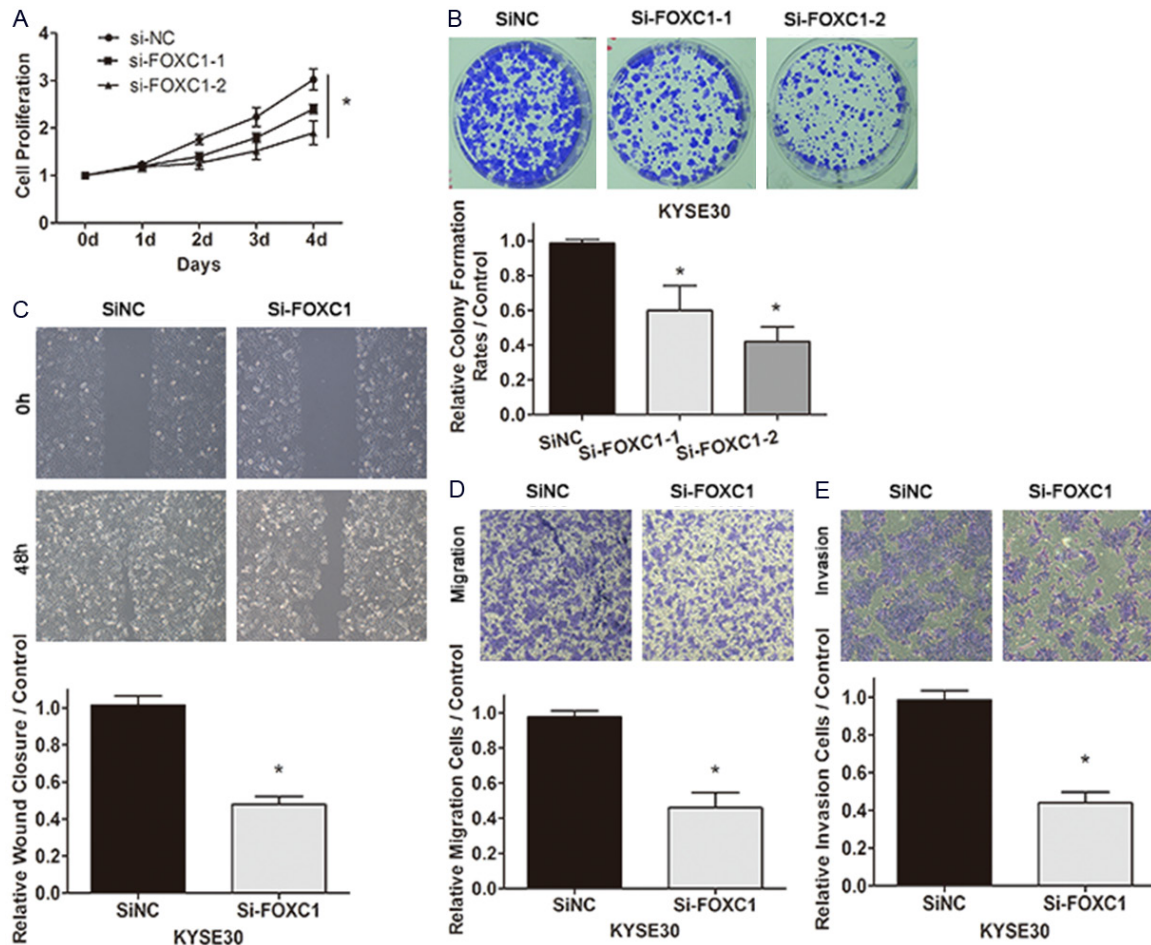 A
si-NC
si-FOXC1-1
si-FOXC1-2
*
Cell Proliferation
4
3
2
1
0
0d 1d 2d 3d 4d
Days
B
SiNC Si-FOXC1-1 Si-FOXC1-2
KYSE30
Relative Colony Formation
Rates / Control
1.0
0.8
0.6
0.4
0.2
0.0
*
*
SiNC
Si-FOXC1-1
Si-FOXC1-2
C
SiNC Si-FOXC1
0h
48h
Relative Wound Closure / Control
1.0
0.8
0.6
0.4
0.2
0.0
*
SiNC Si-FOXC1
KYSE30
D
SiNC Si-FOXC1
Migration
Relative Migration Cells / Control
1.0
0.8
0.6
0.4
0.2
0.0
*
SiNC Si-FOXC1
KYSE30
E
SiNC Si-FOXC1
Invasion
Relative Invasion Cells / Control
1.0
0.8
0.6
0.4
0.2
0.0
*
SiNC Si-FOXC1
KYSE30